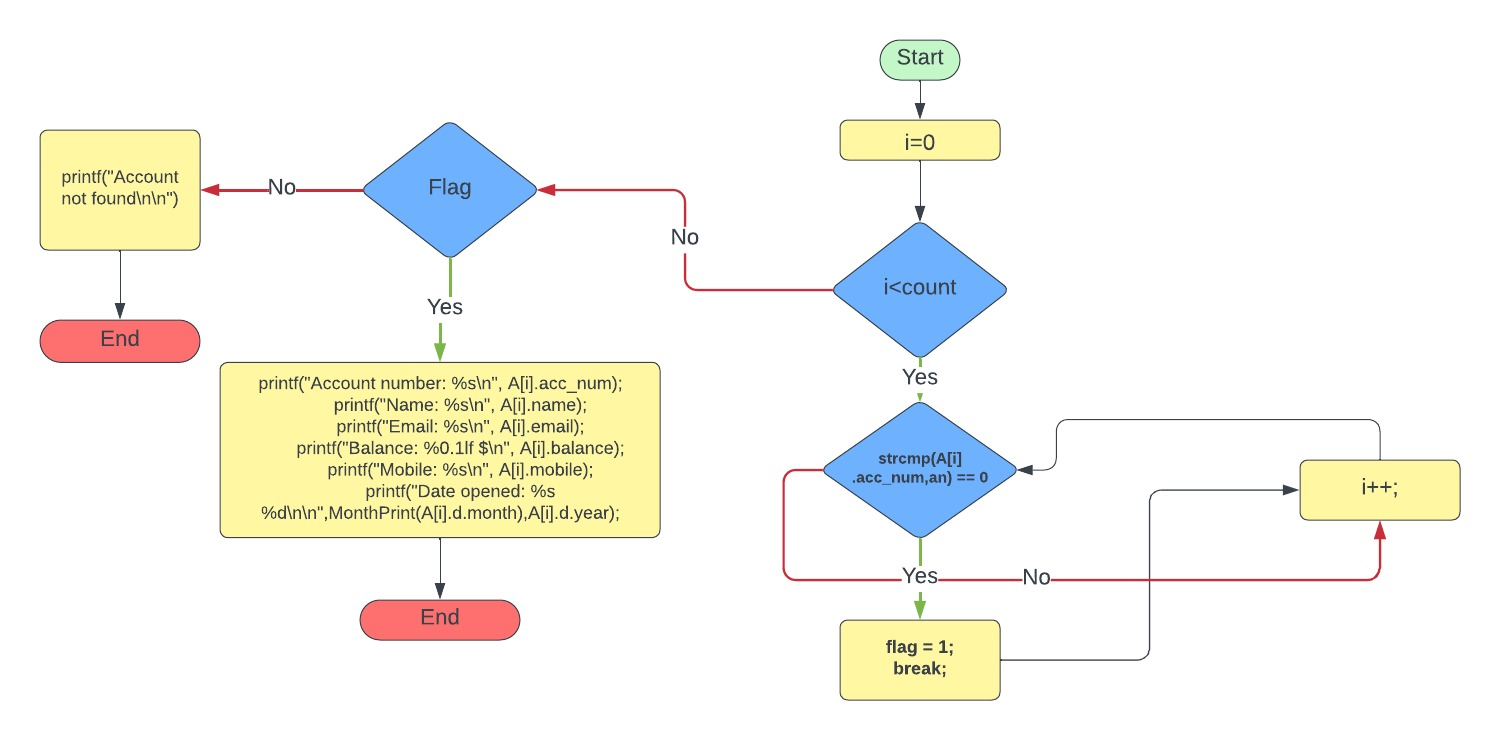 Start
i=0
i<count
No
Yes
Flag
No
printf("Account
not found\n\n")
End
Yes
printf("Account number: %s\n", A[i].acc_num);
printf("Name: %s\n", A[i].name);
printf("Email: %s\n", A[i].email);
printf("Balance: %0.1lf $\n", A[i].balance);
printf("Mobile: %s\n", A[i].mobile);
printf("Date opened: %s
%d\n\n",MonthPrint(A[i].d.month),A[i].d.year);
End
strcmp(A[i]
.acc_num,an) == 0
i++;
Yes
No
flag = 1;
break;